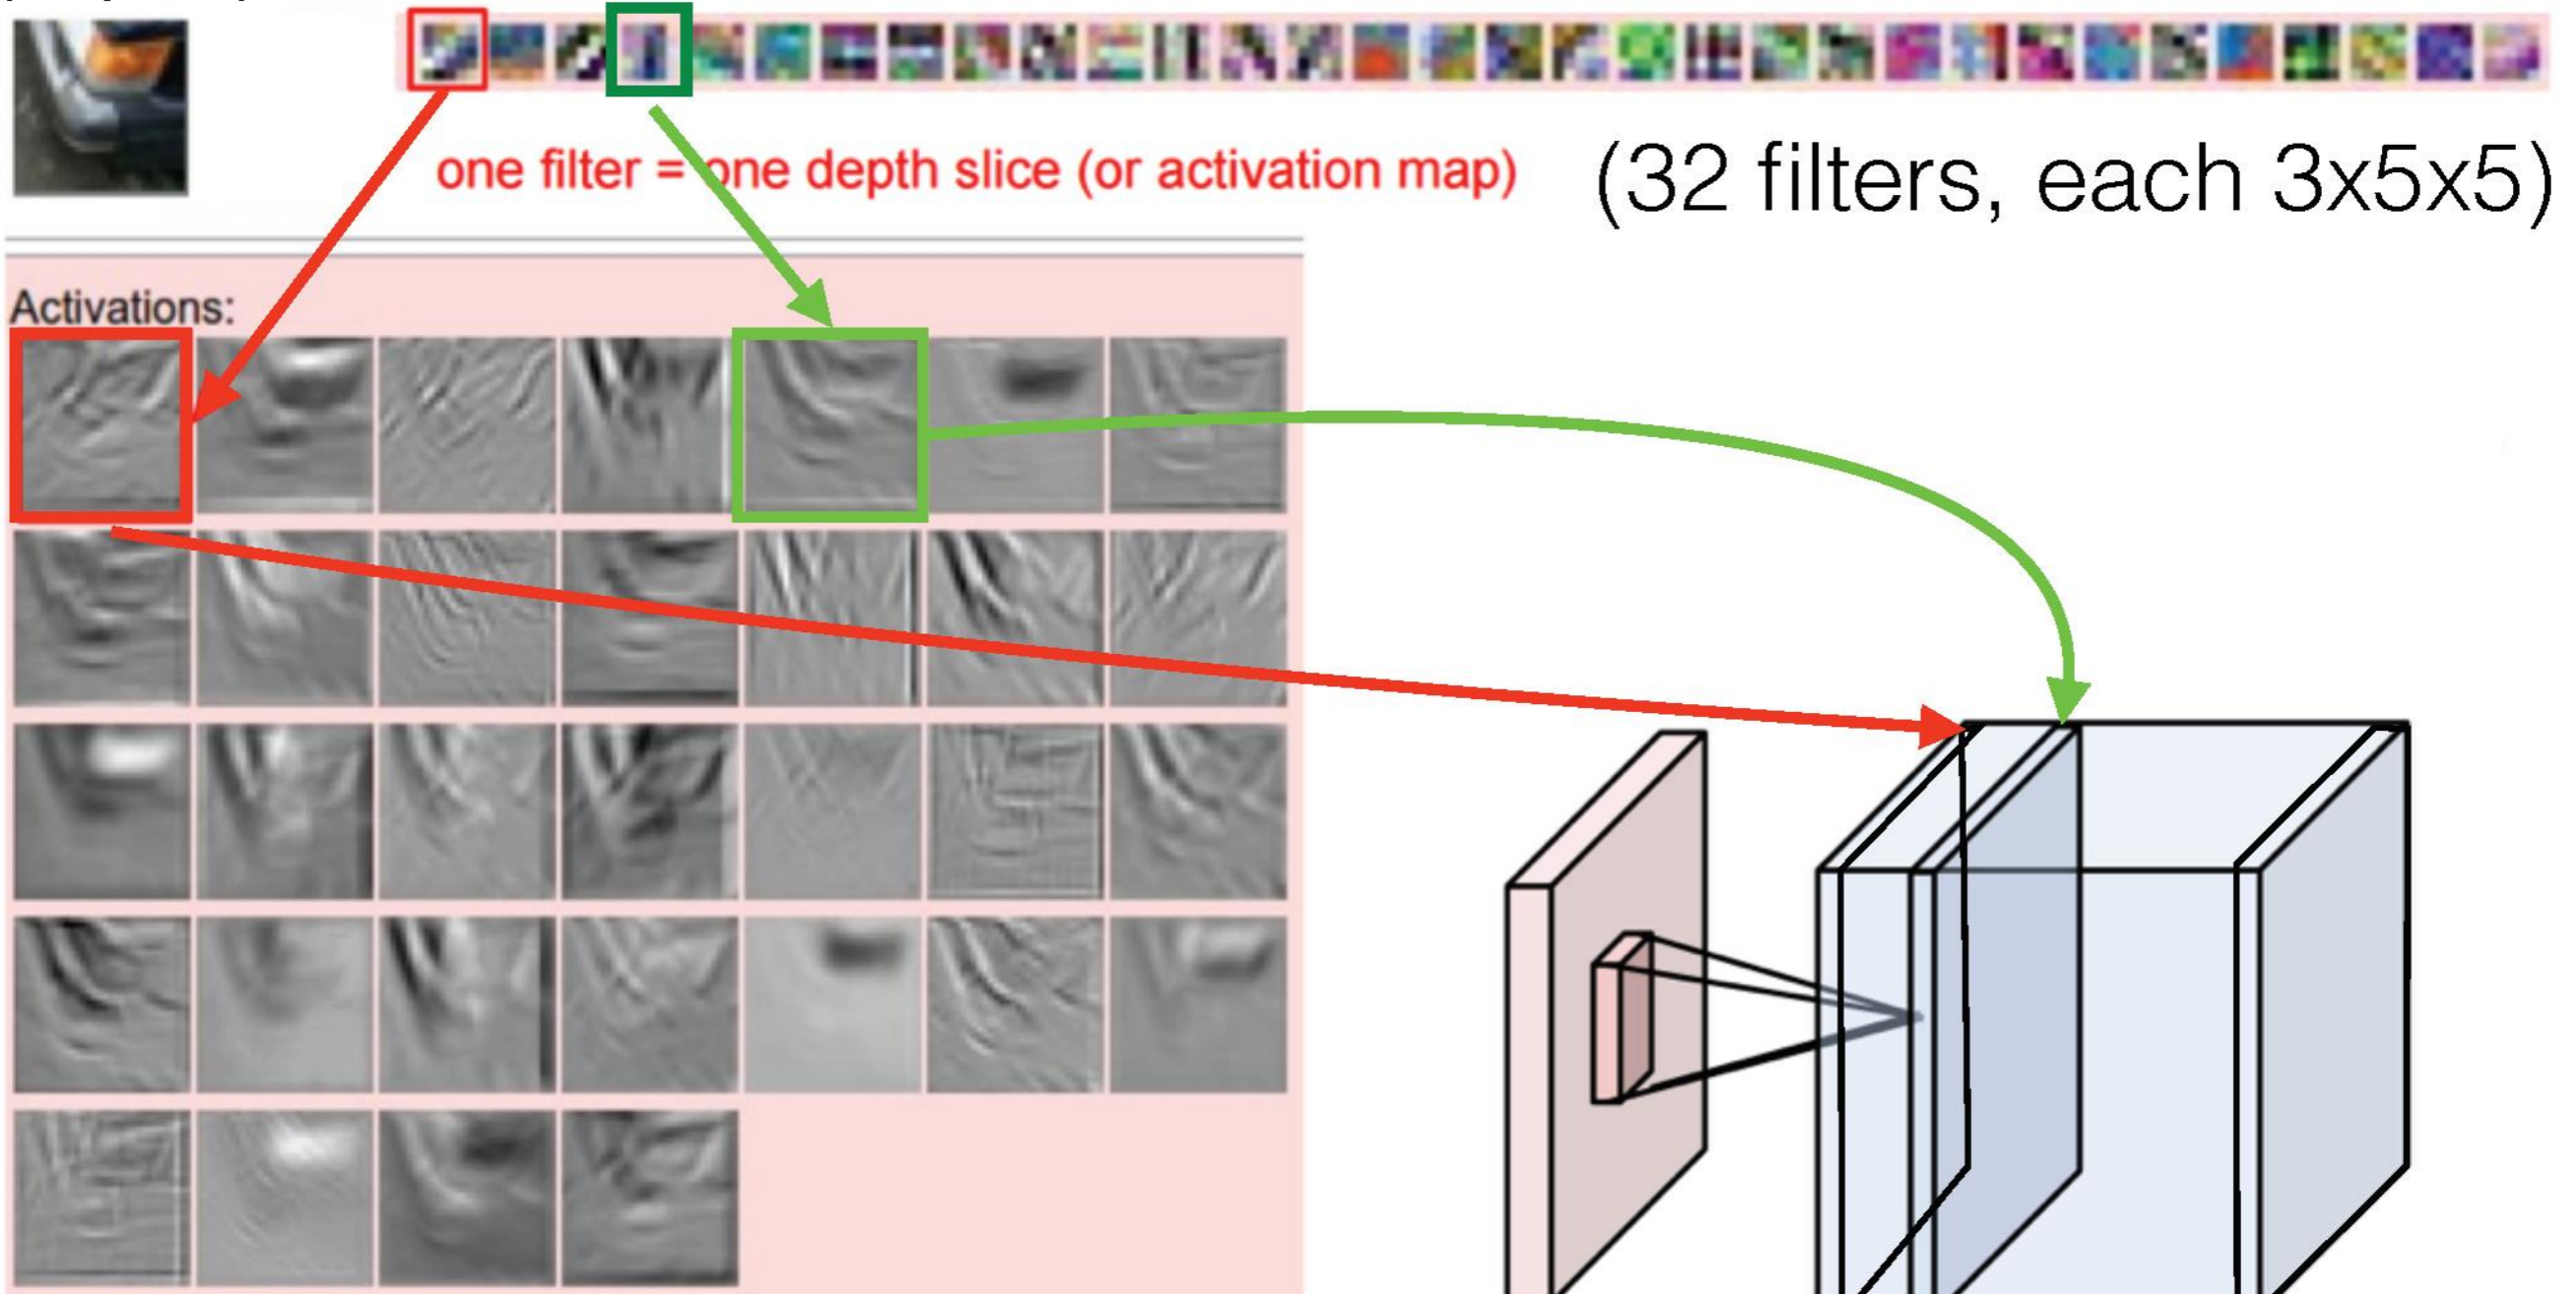 one filter = one depth slice (or activation map)
(32 filters, each 3x5x5)
Activations: